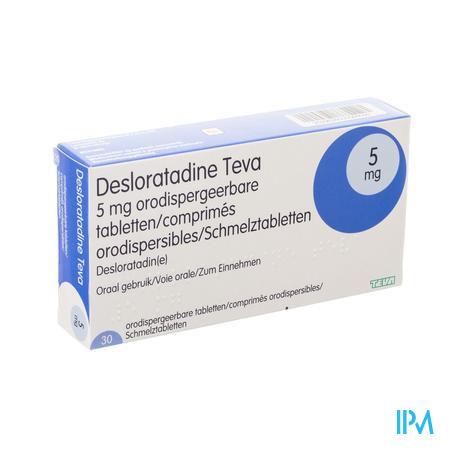 Desloratadine Teva
5 mg orodispergeerbare
tabletten/comprimés
orodispersibles/Schmelztabletten
Desloratadin(e)
Oraal gebruik/Voie orale/Zum Einnehmen
30
orodispergeerbare tabletten/comprimés orodispersibles/
Schmelztabletten
5
mg
TEVA
Desloratadine Teva
5
mg
IPM